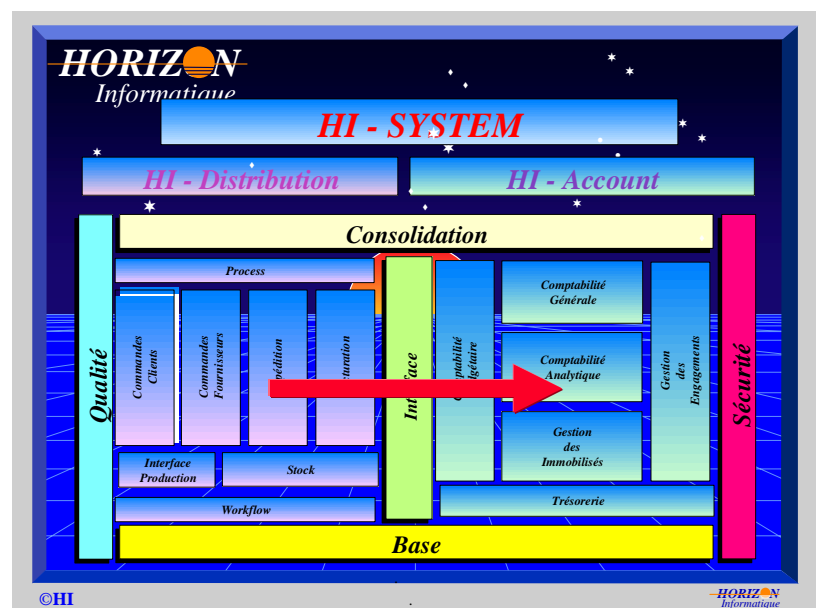 HORIZON
Informatique
HI - SYSTEM
HI - Distribution
HI - Account
Consolidation
Process
Qualité
Commandes
Clients
Commandes
Fournisseurs
Interface
Production
Stock
Workflow
Comptabilité
Générale
Comptabilité
Analytique
Gestion
des
Immobilisés
Gestion
des
Engagements
Trésorerie
Sécurité
Base
©HI
HORIZON
Informatique